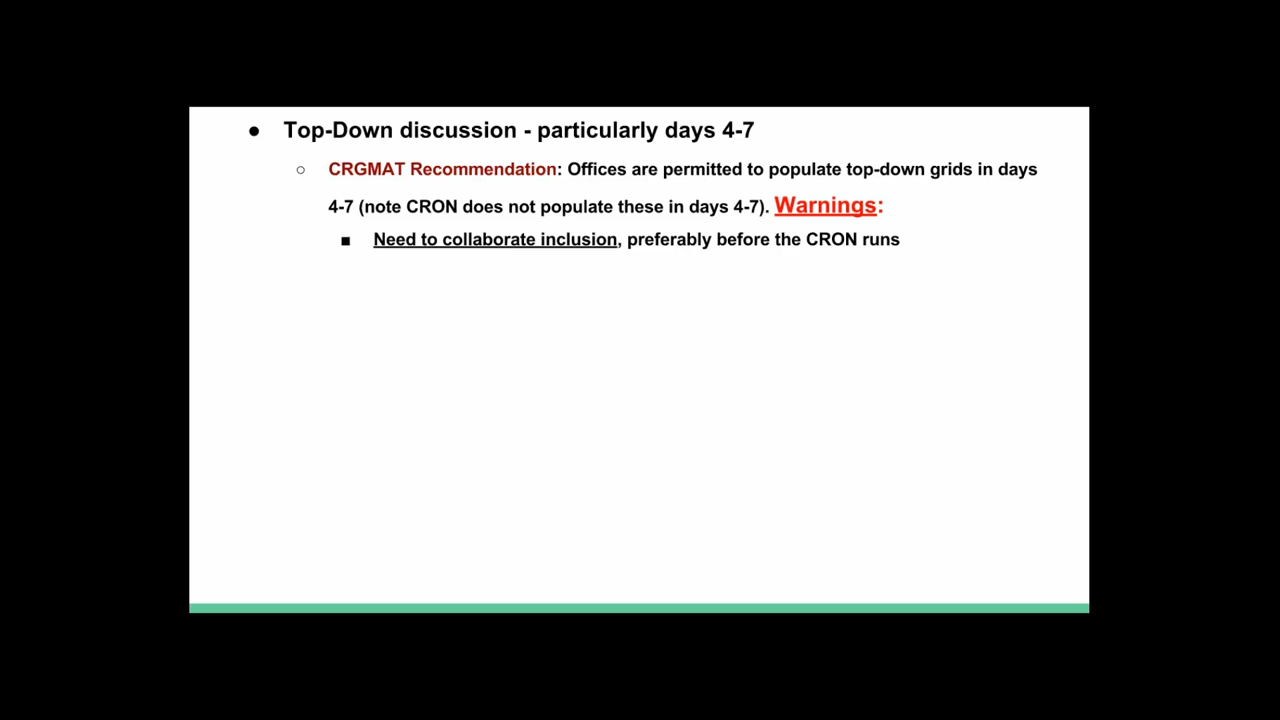 ● Top-Down discussion - particularly days 4-7
○ CRGMAT Recommendation: Offices are permitted to populate top-down grids in days
4-7 (note CRON does not populate these in days 4-7). Warnings:
■ Need to collaborate inclusion, preferably before the CRON runs